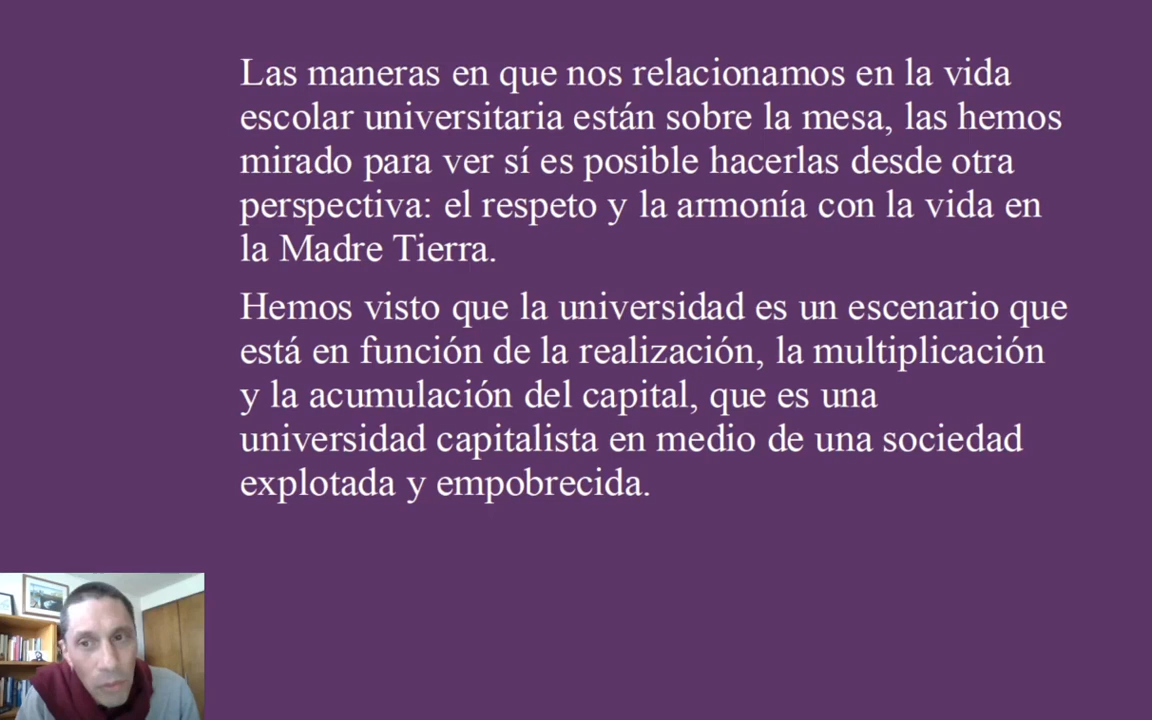 Las maneras en que nos relacionamos en la vida
escolar universitaria están sobre la mesa, las hemos
mirado para ver sí es posible hacerlas desde otra
perspectiva: el respeto y la armonía con la vida en
la Madre Tierra.
Hemos visto que la universidad es un escenario que
está en función de la realización, la multiplicación
y la acumulación del capital, que es una
universidad capitalista en medio de una sociedad
explotada y empobrecida.